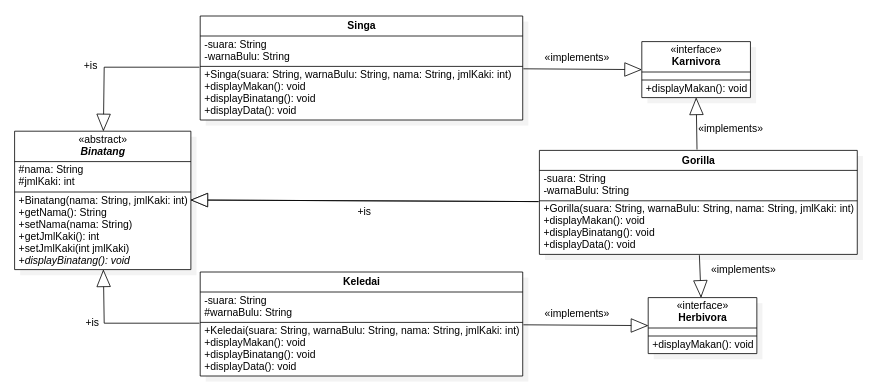 Singa
-suara: String
-warnaBulu: String
+Singa(suara: String, warnaBulu: String, nama: String, jmlKaki: int)
+displayMakan(): void
+displayBinatang(): void
+displayData(): void
+is
«implements»
«interface»
Karnivora
+displayMakan(): void
«implements»
«abstract»
Binatang
#nama: String
#jmlKaki: int
+Binatang(nama: String, jmlKaki: int)
+getNama(): String
+setNama(nama: String)
+getJmlKaki(): int
+setJmlKaki(int jmlKaki)
+displayBinatang(): void
+is
Gorilla
-suara: String
-warnaBulu: String
+Gorilla(suara: String, warnaBulu: String, nama: String, jmlKaki: int)
+displayMakan(): void
+displayBinatang(): void
+displayData(): void
«implements»
Keledai
-suara: String
#warnaBulu: String
+Keledai(suara: String, warnaBulu: String, nama: String, jmlKaki: int)
+displayMakan(): void
+displayBinatang(): void
+displayData(): void
+is
«implements»
«interface»
Herbivora
+displayMakan(): void